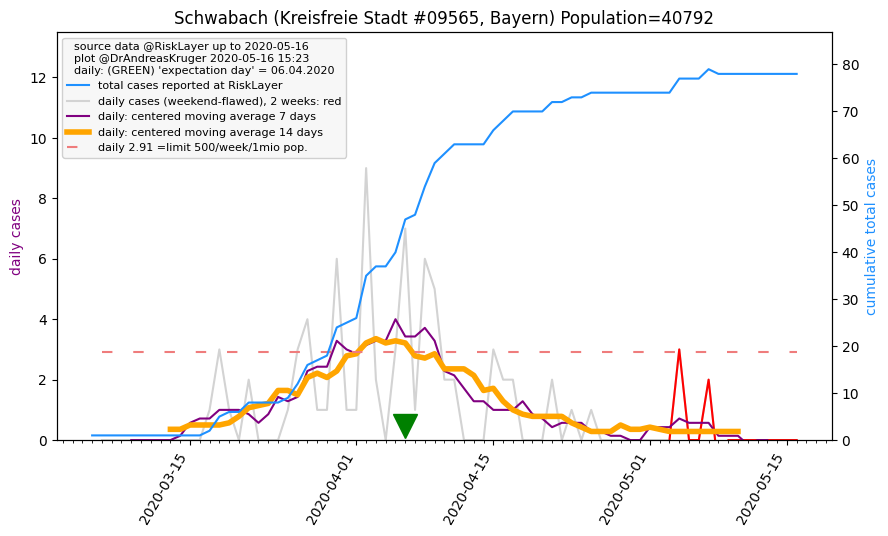 Schwabach (Kreisfreie Stadt #09565, Bayern) Population=40792
source data @RiskLayer up to 2020-05-16
plot @DrAndreasKruger 2020-05-16 15:23
daily: (GREEN) 'expectation day' = 06.04.2020
total cases reported at RiskLayer
daily cases (weekend-flawed), 2 weeks: red
daily: centered moving average 7 days
daily: centered moving average 14 days
daily 2.91 =limit 500/week/1mio pop.
daily cases
12
10
8
6
4
2
0
cumulative total cases
80
70
60
50
40
30
20
10
0
2020-03-15
2020-04-01
2020-04-15
2020-05-01
2020-05-15